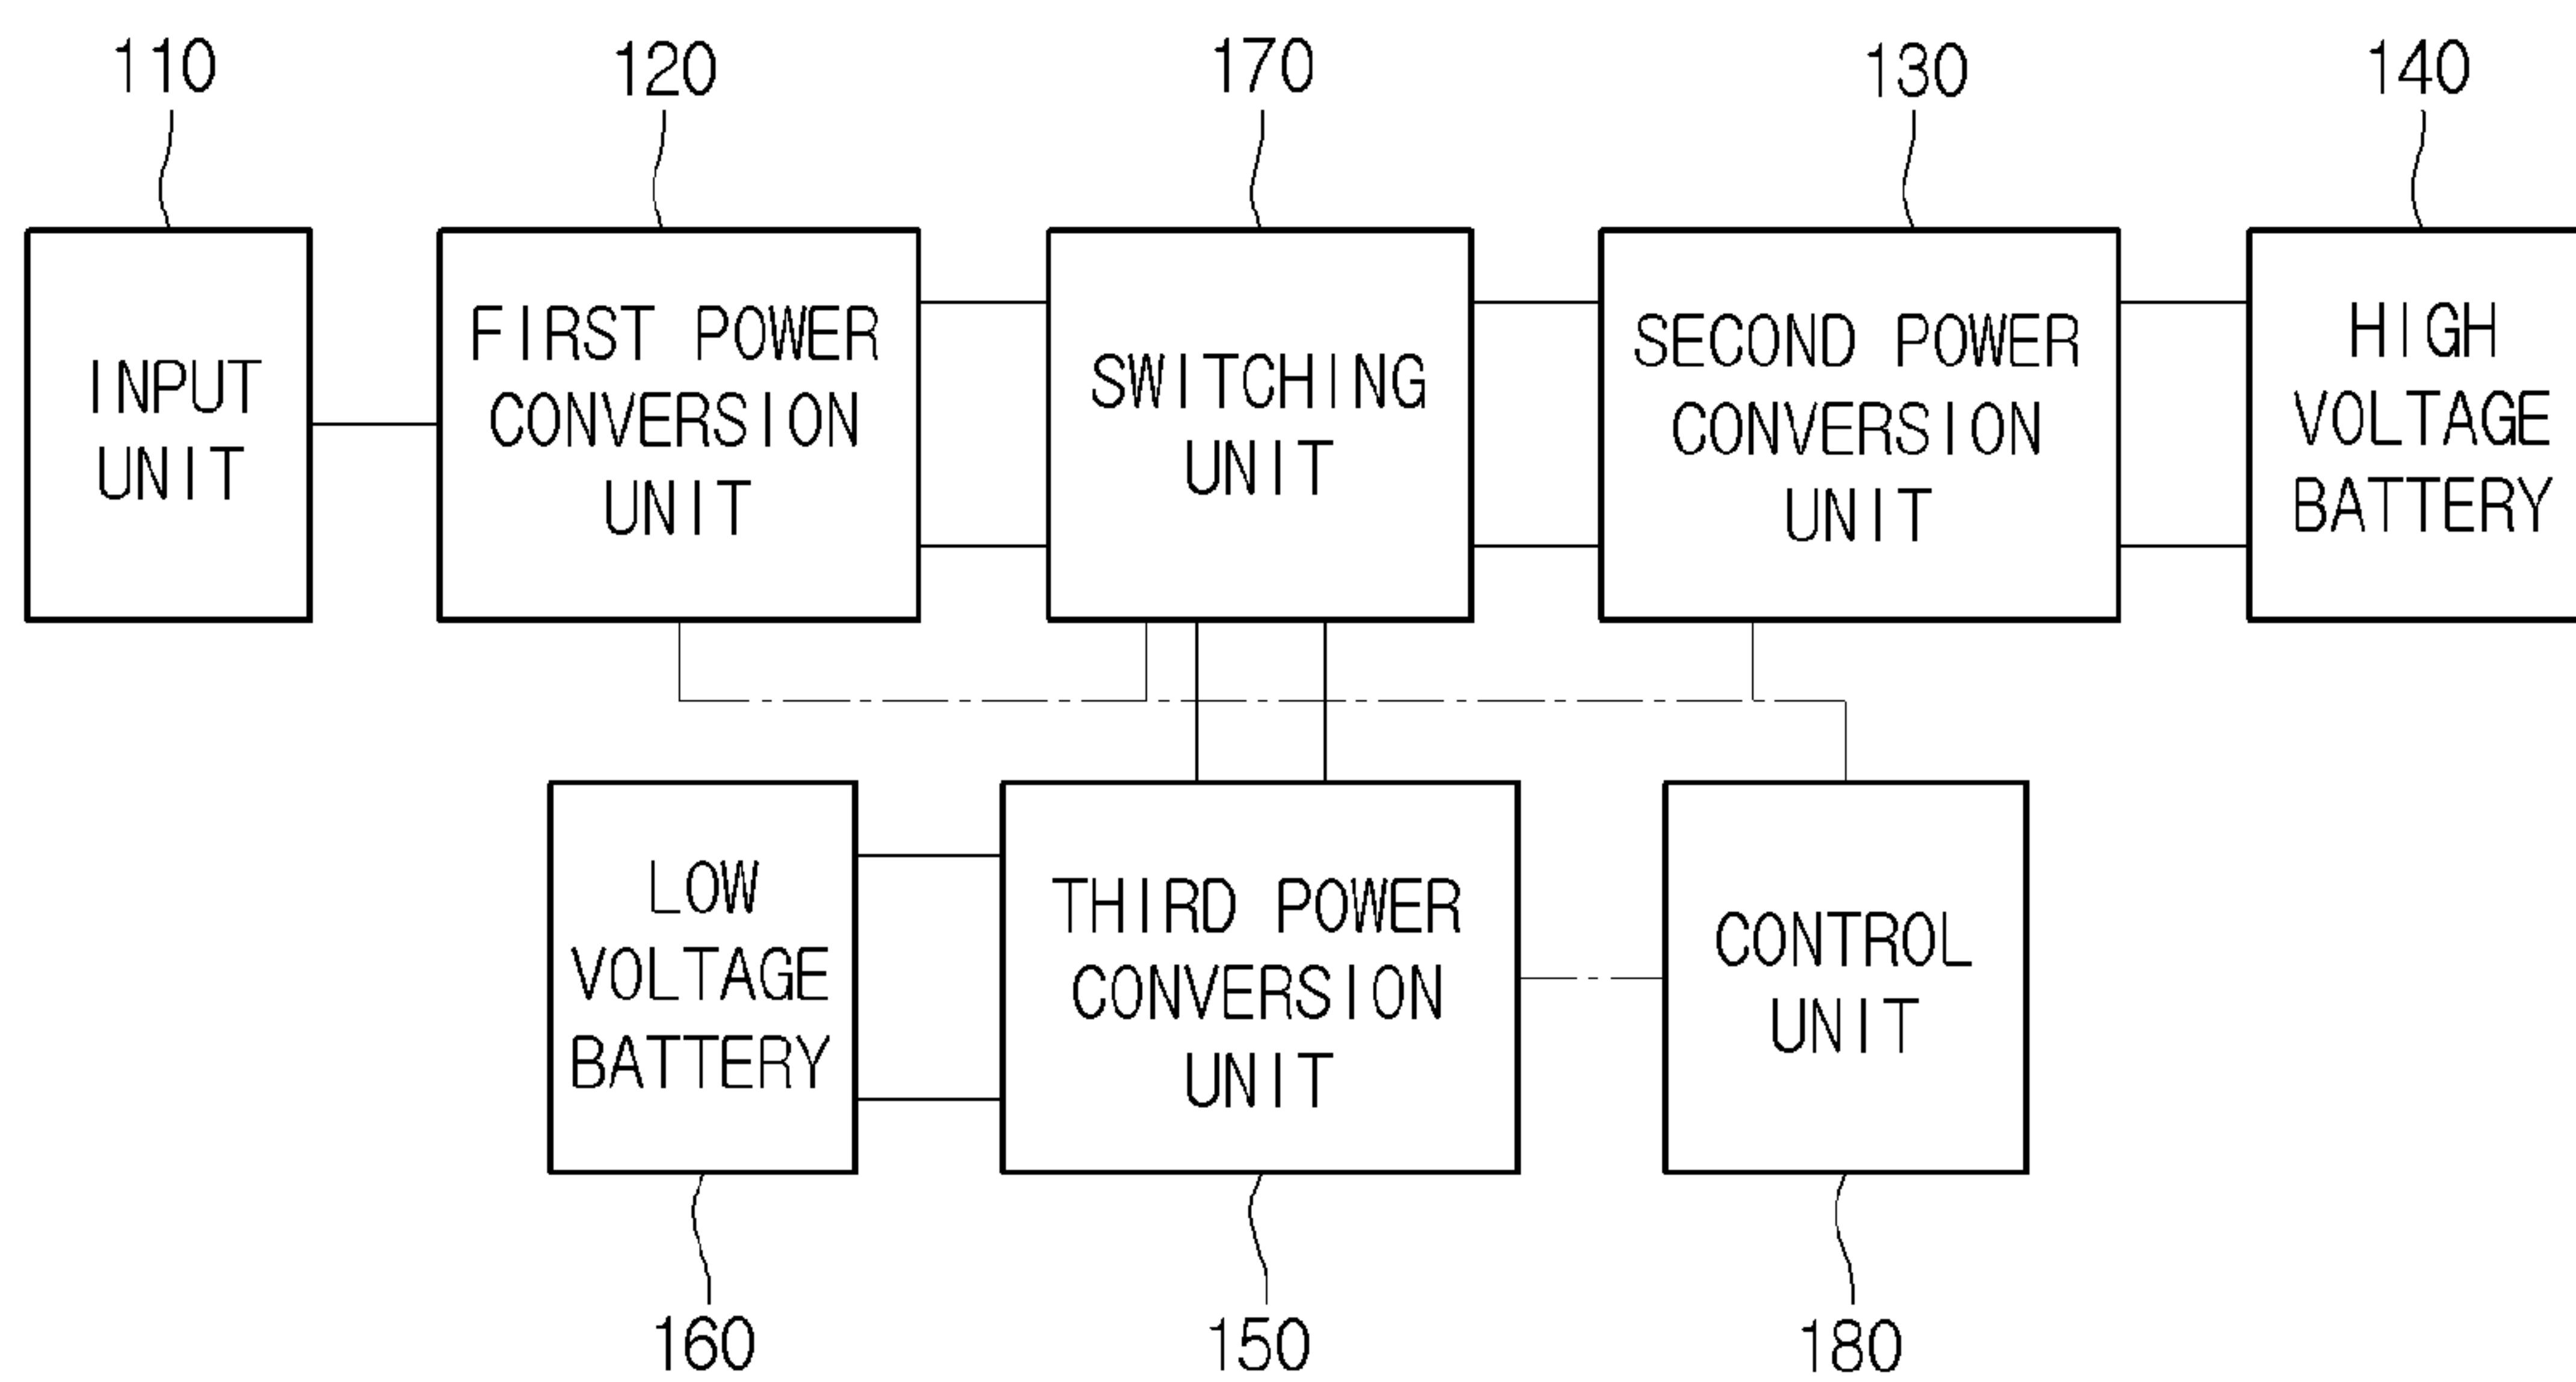 110
120
170
130
140
INPUT
UNIT
FIRST POWER
CONVERSION
UNIT
SWITCHING
UNIT
SECOND POWER
CONVERSION
UNIT
HIGH
VOLTAGE
BATTERY
LOW
VOLTAGE
BATTERY
THIRD POWER
CONVERSION
UNIT
CONTROL
UNIT
160
150
180